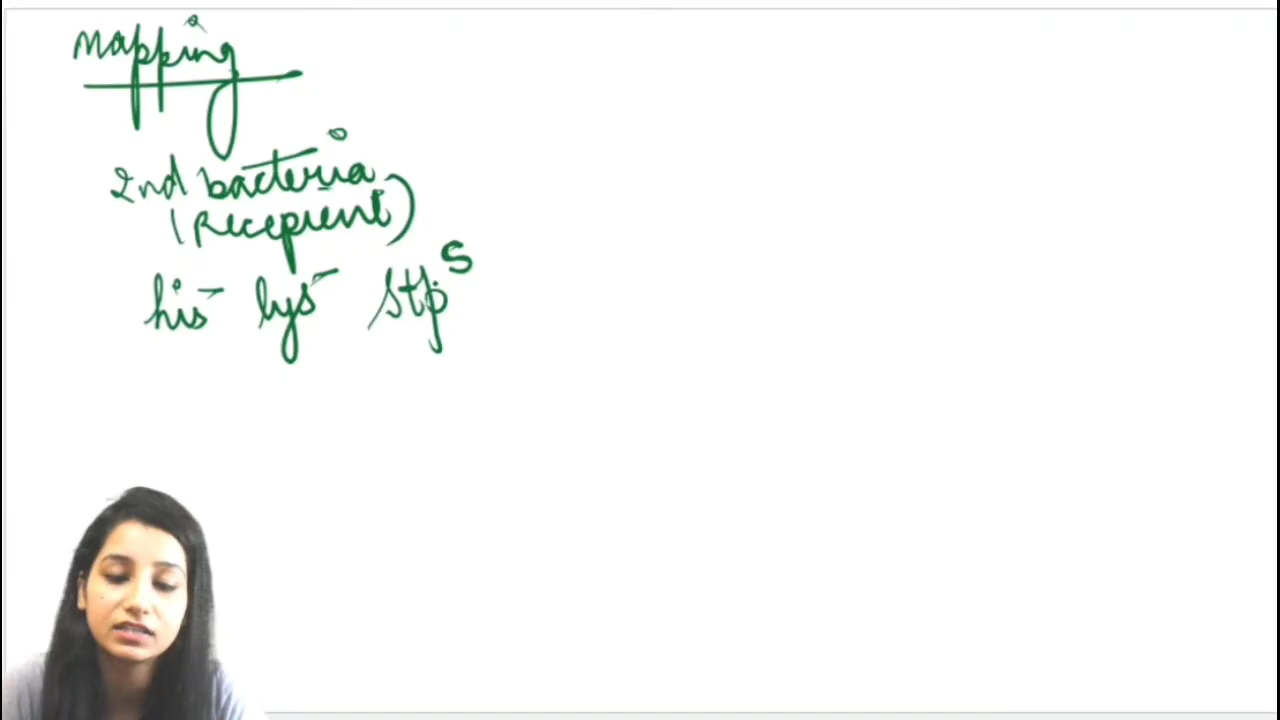 Mapping
2nd bacteria
(Recepient)
his⁻ lys⁻ stpˢ